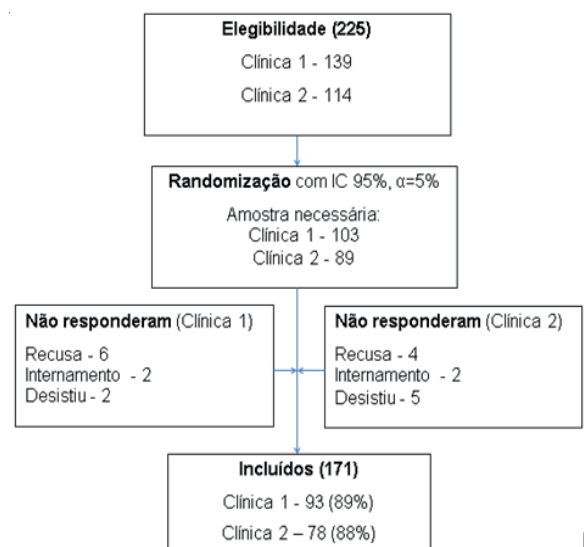 Elegibilidade (225)
Clínica 1 - 139
Clínica 2 - 114
Randomização com IC 95%, α=5%
Amostra necessária:
Clínica 1 - 103
Clínica 2 - 89
Não responderam (Clínica 1)
Recusa - 6
Internamento - 2
Desistiu - 2
Não responderam (Clínica 2)
Recusa - 4
Internamento - 2
Desistiu - 5
Incluídos (171)
Clínica 1 - 93 (89%)
Clínica 2 – 78 (88%)